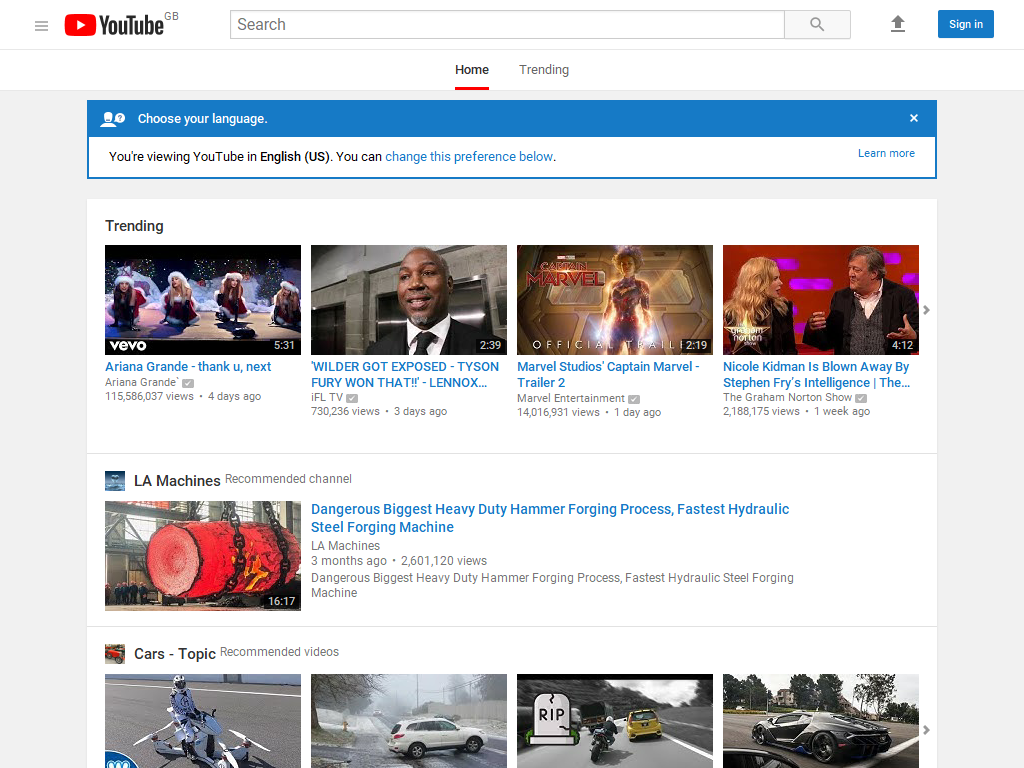 YouTube GB
Search
Sign in
Home
Trending
Choose your language.
×
You're viewing YouTube in English (US). You can change this preference below.
Learn more
Trending
vevo
5:31
2:39
MARVEL STUDIOS
CAPTAIN
MARVEL
OFFICIAL TRAILER
2:19
the
graham
norton
show
4:12
Ariana Grande - thank u, next
Ariana Grande`
115,586,037 views • 4 days ago
'WILDER GOT EXPOSED - TYSON
FURY WON THAT!!' - LENNOX...
iFL TV
730,236 views • 3 days ago
Marvel Studios' Captain Marvel -
Trailer 2
Marvel Entertainment
14,016,931 views • 1 day ago
Nicole Kidman Is Blown Away By
Stephen Fry's Intelligence | The...
The Graham Norton Show
2,188,175 views • 1 week ago
LA Machines Recommended channel
16:17
Dangerous Biggest Heavy Duty Hammer Forging Process, Fastest Hydraulic
Steel Forging Machine
LA Machines
3 months ago • 2,601,120 views
Dangerous Biggest Heavy Duty Hammer Forging Process, Fastest Hydraulic Steel Forging
Machine
Cars - Topic Recommended videos
RIP